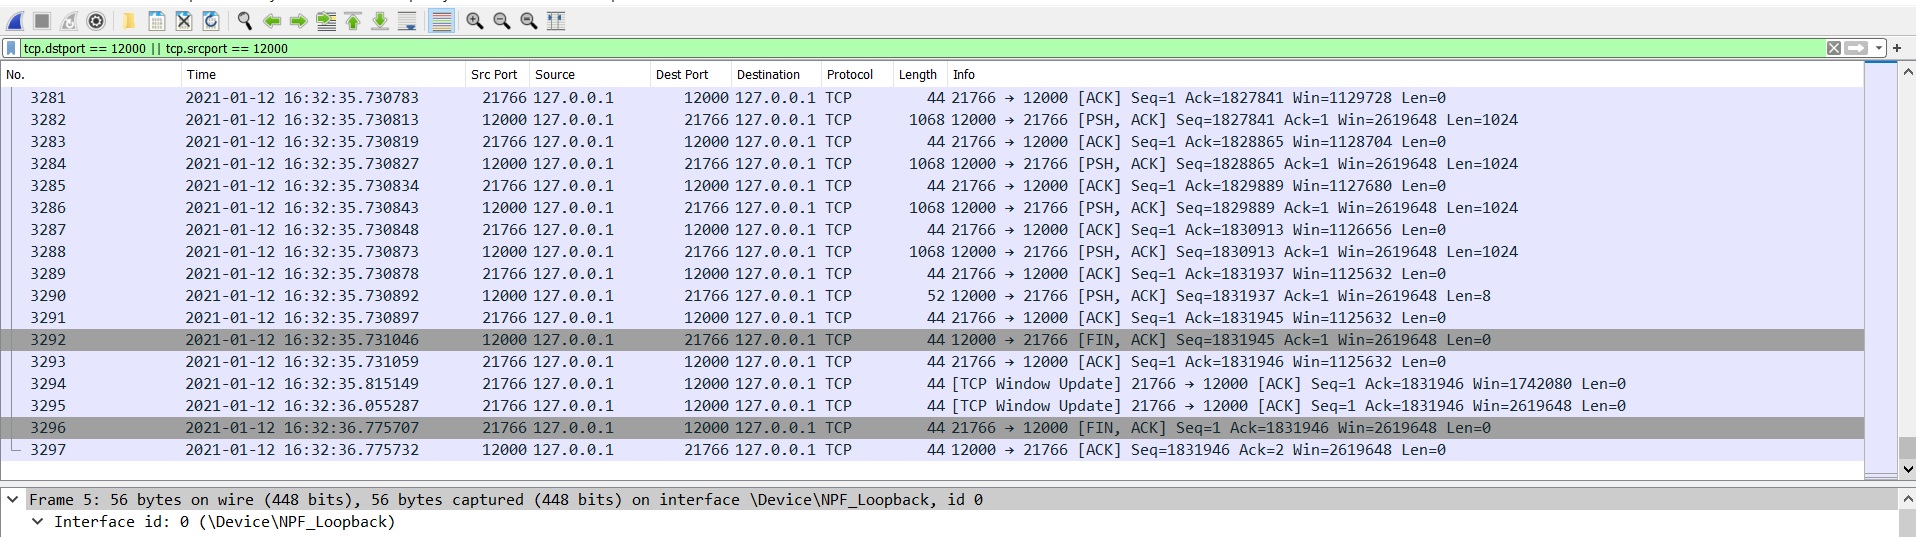 tcp.dstport == 12000 || tcp.srcport == 12000
No. Time Src Port Source Dest Port Destination Protocol Length Info
3281 2021-01-12 16:32:35.730783 21766 127.0.0.1 12000 127.0.0.1 TCP 44 21766 → 12000 [ACK] Seq=1 Ack=1827841 Win=1129728 Len=0
3282 2021-01-12 16:32:35.730813 12000 127.0.0.1 21766 127.0.0.1 TCP 1068 12000 → 21766 [PSH, ACK] Seq=1827841 Ack=1 Win=2619648 Len=1024
3283 2021-01-12 16:32:35.730819 21766 127.0.0.1 12000 127.0.0.1 TCP 44 21766 → 12000 [ACK] Seq=1 Ack=1828865 Win=1128704 Len=0
3284 2021-01-12 16:32:35.730827 12000 127.0.0.1 21766 127.0.0.1 TCP 1068 12000 → 21766 [PSH, ACK] Seq=1828865 Ack=1 Win=2619648 Len=1024
3285 2021-01-12 16:32:35.730834 21766 127.0.0.1 12000 127.0.0.1 TCP 44 21766 → 12000 [ACK] Seq=1 Ack=1829889 Win=1127680 Len=0
3286 2021-01-12 16:32:35.730843 12000 127.0.0.1 21766 127.0.0.1 TCP 1068 12000 → 21766 [PSH, ACK] Seq=1829889 Ack=1 Win=2619648 Len=1024
3287 2021-01-12 16:32:35.730848 21766 127.0.0.1 12000 127.0.0.1 TCP 44 21766 → 12000 [ACK] Seq=1 Ack=1830913 Win=1126656 Len=0
3288 2021-01-12 16:32:35.730873 12000 127.0.0.1 21766 127.0.0.1 TCP 1068 12000 → 21766 [PSH, ACK] Seq=1830913 Ack=1 Win=2619648 Len=1024
3289 2021-01-12 16:32:35.730878 21766 127.0.0.1 12000 127.0.0.1 TCP 44 21766 → 12000 [ACK] Seq=1 Ack=1831937 Win=1125632 Len=0
3290 2021-01-12 16:32:35.730892 12000 127.0.0.1 21766 127.0.0.1 TCP 52 12000 → 21766 [PSH, ACK] Seq=1831937 Ack=1 Win=2619648 Len=8
3291 2021-01-12 16:32:35.730897 21766 127.0.0.1 12000 127.0.0.1 TCP 44 21766 → 12000 [ACK] Seq=1 Ack=1831945 Win=1125632 Len=0
3292 2021-01-12 16:32:35.731046 12000 127.0.0.1 21766 127.0.0.1 TCP 44 12000 → 21766 [FIN, ACK] Seq=1831945 Ack=1 Win=2619648 Len=0
3293 2021-01-12 16:32:35.731059 21766 127.0.0.1 12000 127.0.0.1 TCP 44 21766 → 12000 [ACK] Seq=1 Ack=1831946 Win=1125632 Len=0
3294 2021-01-12 16:32:35.815149 21766 127.0.0.1 12000 127.0.0.1 TCP 44 [TCP Window Update] 21766 → 12000 [ACK] Seq=1 Ack=1831946 Win=1742080 Len=0
3295 2021-01-12 16:32:36.055287 21766 127.0.0.1 12000 127.0.0.1 TCP 44 [TCP Window Update] 21766 → 12000 [ACK] Seq=1 Ack=1831946 Win=2619648 Len=0
3296 2021-01-12 16:32:36.775707 21766 127.0.0.1 12000 127.0.0.1 TCP 44 21766 → 12000 [FIN, ACK] Seq=1 Ack=1831946 Win=2619648 Len=0
3297 2021-01-12 16:32:36.775732 12000 127.0.0.1 21766 127.0.0.1 TCP 44 12000 → 21766 [ACK] Seq=1831946 Ack=2 Win=2619648 Len=0
Frame 5: 56 bytes on wire (448 bits), 56 bytes captured (448 bits) on interface \Device\NPF_Loopback, id 0
Interface id: 0 (\Device\NPF_Loopback)